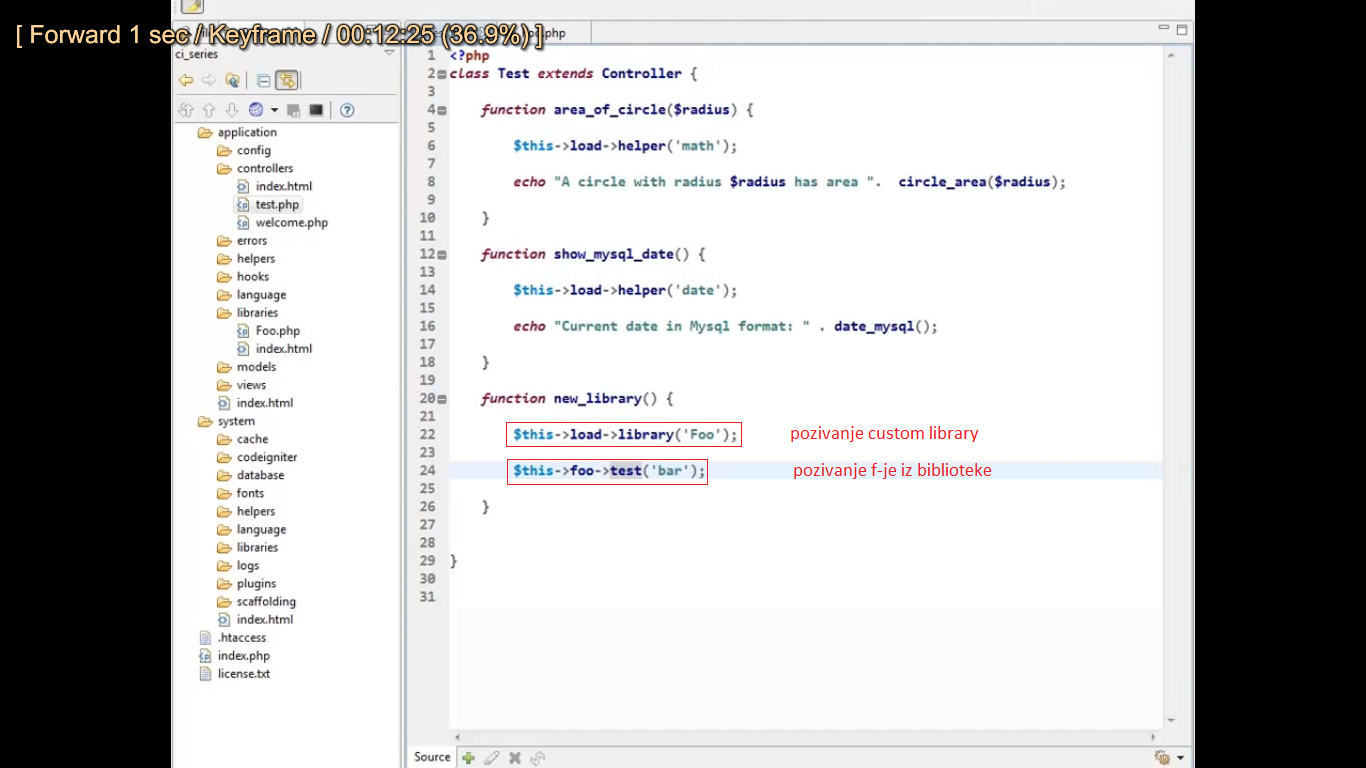 [ Forward 1 sec / Keyframe / 00:12:25 (36.9%) ]
ci_series
application
config
controllers
index.html
test.php
welcome.php
errors
helpers
hooks
language
libraries
Foo.php
index.html
models
views
index.html
system
cache
codeigniter
database
fonts
helpers
language
libraries
logs
plugins
scaffolding
index.html
.htaccess
index.php
license.txt
1 <?php
2 class Test extends Controller {
3
4 function area_of_circle($radius) {
5
6 $this->load->helper('math');
7
8 echo "A circle with radius $radius has area ".  circle_area($radius);
9
10 }
11
12 function show_mysql_date() {
13
14 $this->load->helper('date');
15
16 echo "Current date in Mysql format: " . date_mysql();
17
18 }
19
20 function new_library() {
21
22 $this->load->library('Foo'); pozivanje custom library
23
24 $this->foo->test('bar'); pozivanje f-je iz biblioteke
25
26 }
27
28
29 }
30
31
Source